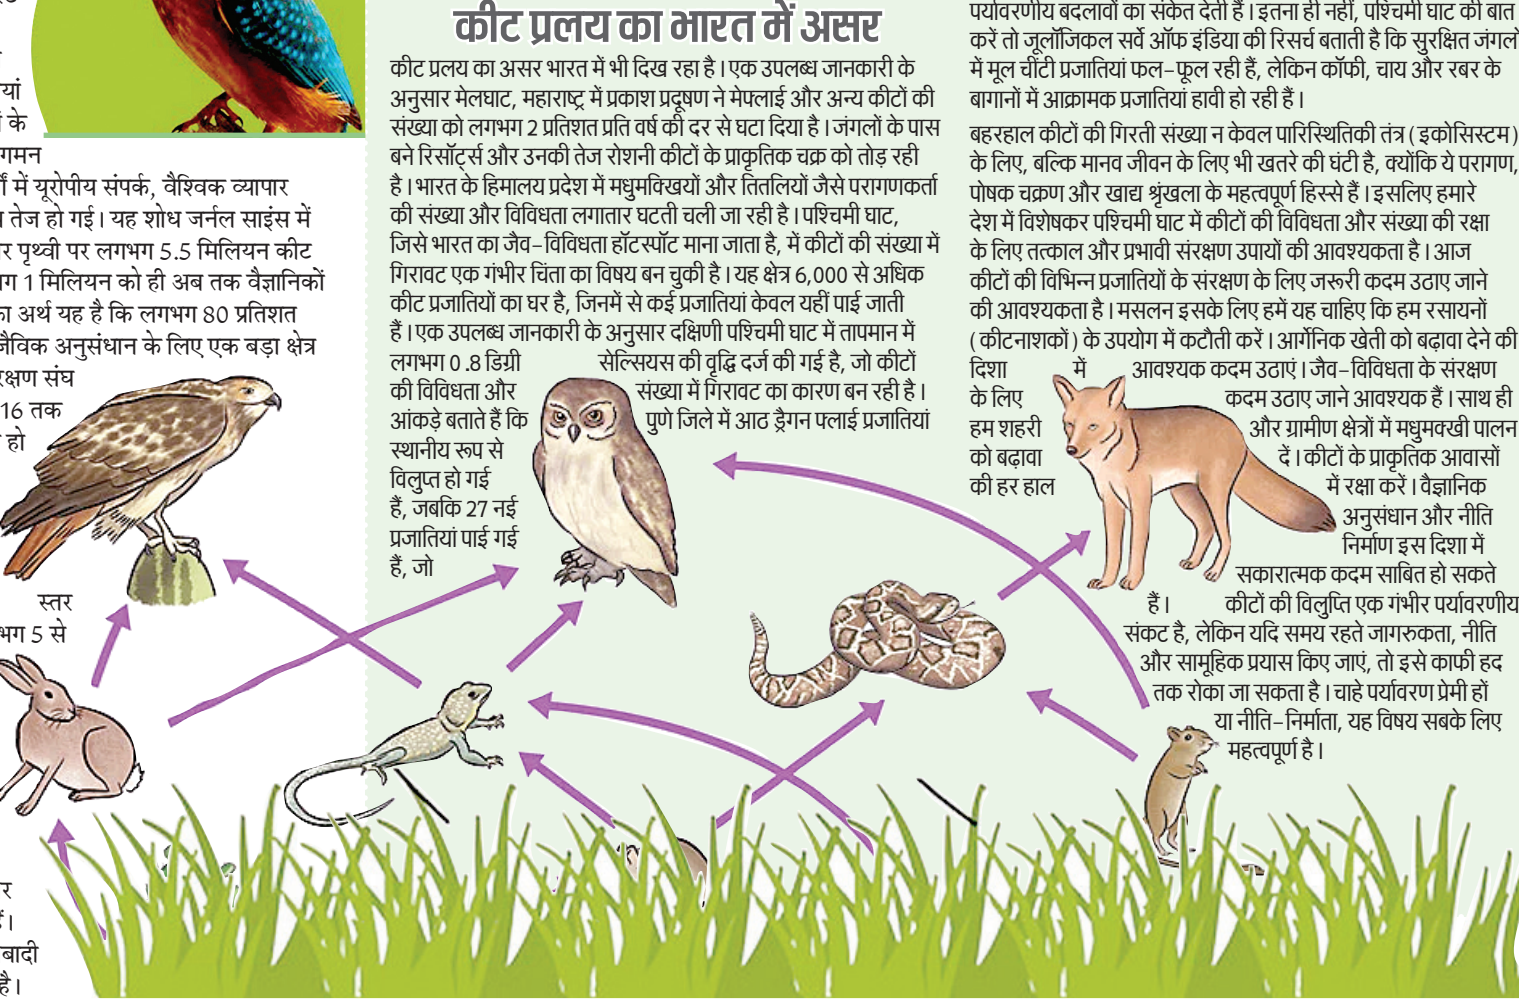 यां
के
गमन
में यूरोपीय संपर्क, वैश्विक व्यापार
तेज हो गई। यह शोध जर्नल साइंस में
पृथ्वी पर लगभग 5.5 मिलियन कीट
1 मिलियन को ही अब तक वैज्ञानिकों
अर्थ यह है कि लगभग 80 प्रतिशत
जैविक अनुसंधान के लिए एक बड़ा क्षेत्र
संघ
16 तक
हो
स्तर
5 से
र
बादी
है।
कीट प्रलय का भारत में असर
कीट प्रलय का असर भारत में भी दिख रहा है। एक उपलब्ध जानकारी के
अनुसार मेलघाट, महाराष्ट्र में प्रकाश प्रदूषण ने मेफ्लाई और अन्य कीटों की
संख्या को लगभग 2 प्रतिशत प्रति वर्ष की दर से घटा दिया है। जंगलों के पास
बने रिसॉर्ट्स और उनकी तेज रोशनी कीटों के प्राकृतिक चक्र को तोड़ रही
है। भारत के हिमालय प्रदेश में मधुमक्खियों और तितलियों जैसे परागणकर्ता
की संख्या और विविधता लगातार घटती चली जा रही है। पश्चिमी घाट,
जिसे भारत का जैव-विविधता हॉटस्पॉट माना जाता है, में कीटों की संख्या में
गिरावट एक गंभीर चिंता का विषय बन चुकी है। यह क्षेत्र 6,000 से अधिक
कीट प्रजातियों का घर है, जिनमें से कई प्रजातियां केवल यहीं पाई जाती
हैं। एक उपलब्ध जानकारी के अनुसार दक्षिणी पश्चिमी घाट में तापमान में
लगभग 0.8 डिग्री सेल्सियस की वृद्धि दर्ज की गई है, जो कीटों
की विविधता और संख्या में गिरावट का कारण बन रही है।
आंकड़े बताते हैं कि पुणे जिले में आठ ड्रैगन फ्लाई प्रजातियां
स्थानीय रूप से
विलुप्त हो गई
हैं, जबकि 27 नई
प्रजातियां पाई गई
हैं, जो
पर्यावरणीय बदलावों का संकेत देती हैं। इतना ही नहीं, पश्चिमी घाट की बात
करें तो जूलॉजिकल सर्वे ऑफ इंडिया की रिसर्च बताती है कि सुरक्षित जंगलों
में मूल चींटी प्रजातियां फल-फूल रही हैं, लेकिन कॉफी, चाय और रबर के
बागानों में आक्रामक प्रजातियां हावी हो रही हैं।
बहरहाल कीटों की गिरती संख्या न केवल पारिस्थितिकी तंत्र (इकोसिस्टम)
के लिए, बल्कि मानव जीवन के लिए भी खतरे की घंटी है, क्योंकि ये परागण,
पोषक चक्रण और खाद्य श्रृंखला के महत्वपूर्ण हिस्से हैं। इसलिए हमारे
देश में विशेषकर पश्चिमी घाट में कीटों की विविधता और संख्या की रक्षा
के लिए तत्काल और प्रभावी संरक्षण उपायों की आवश्यकता है। आज
कीटों की विभिन्न प्रजातियों के संरक्षण के लिए जरूरी कदम उठाए जाने
की आवश्यकता है। मसलन इसके लिए हमें यह चाहिए कि हम रसायनों
(कीटनाशकों) के उपयोग में कटौती करें। आर्गेनिक खेती को बढ़ावा देने की
दिशा में आवश्यक कदम उठाएं। जैव-विविधता के संरक्षण
के लिए कदम उठाए जाने आवश्यक हैं। साथ ही
हम शहरी और ग्रामीण क्षेत्रों में मधुमक्खी पालन
को बढ़ावा दें। कीटों के प्राकृतिक आवासों
की हर हाल में रक्षा करें। वैज्ञानिक
अनुसंधान और नीति
निर्माण इस दिशा में
सकारात्मक कदम साबित हो सकते
हैं। कीटों की विलुप्ति एक गंभीर पर्यावरणीय
संकट है, लेकिन यदि समय रहते जागरुकता, नीति
और सामूहिक प्रयास किए जाएं, तो इसे काफी हद
तक रोका जा सकता है। चाहे पर्यावरण प्रेमी हों
या नीति-निर्माता, यह विषय सबके लिए
महत्वपूर्ण है।